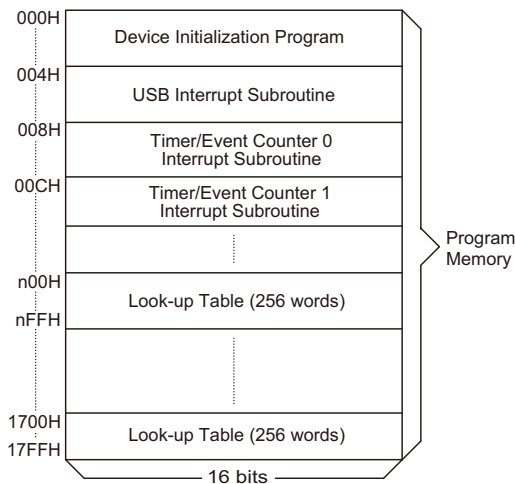 000H
Device Initialization Program
004H
USB Interrupt Subroutine
008H
Timer/Event Counter 0
Interrupt Subroutine
00CH
Timer/Event Counter 1
Interrupt Subroutine
Program
Memory
n00H
Look-up Table (256 words)
nFFH
1700H
Look-up Table (256 words)
17FFH
16 bits